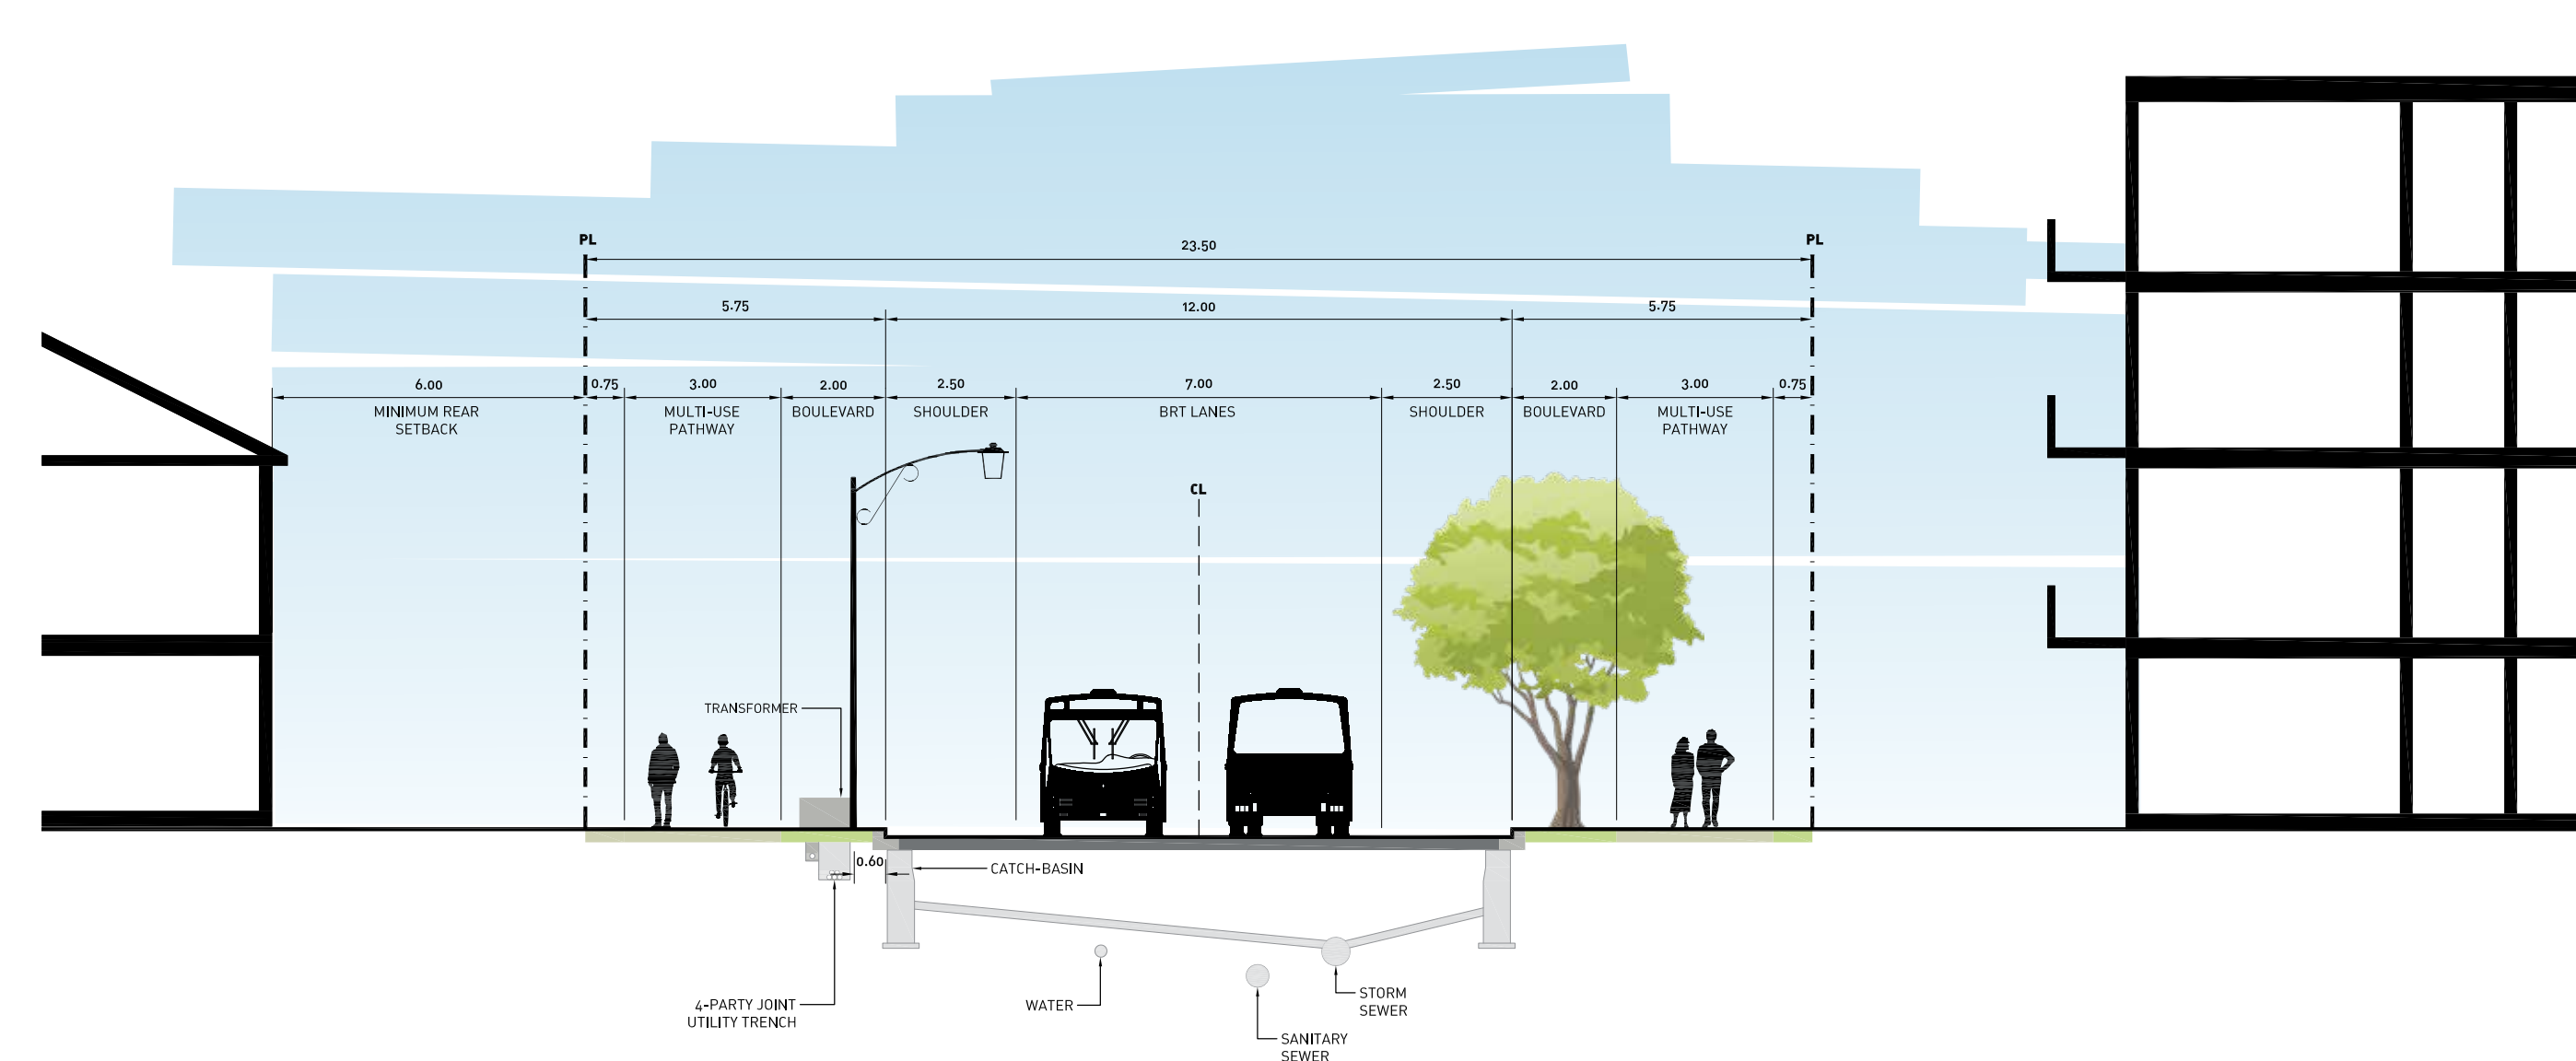 PL
PL
23.50
5.75
12.00
5.75
6.00
0.75
3.00
2.00
2.50
7.00
2.50
2.00
3.00
0.75
MINIMUM REAR
SETBACK
MULTI-USE
PATHWAY
BOULEVARD
SHOULDER
BRT LANES
SHOULDER
BOULEVARD
MULTI-USE
PATHWAY
CL
TRANSFORMER
0.60
CATCH-BASIN
4-PARTY JOINT
UTILITY TRENCH
WATER
STORM
SEWER
SANITARY
SEWER